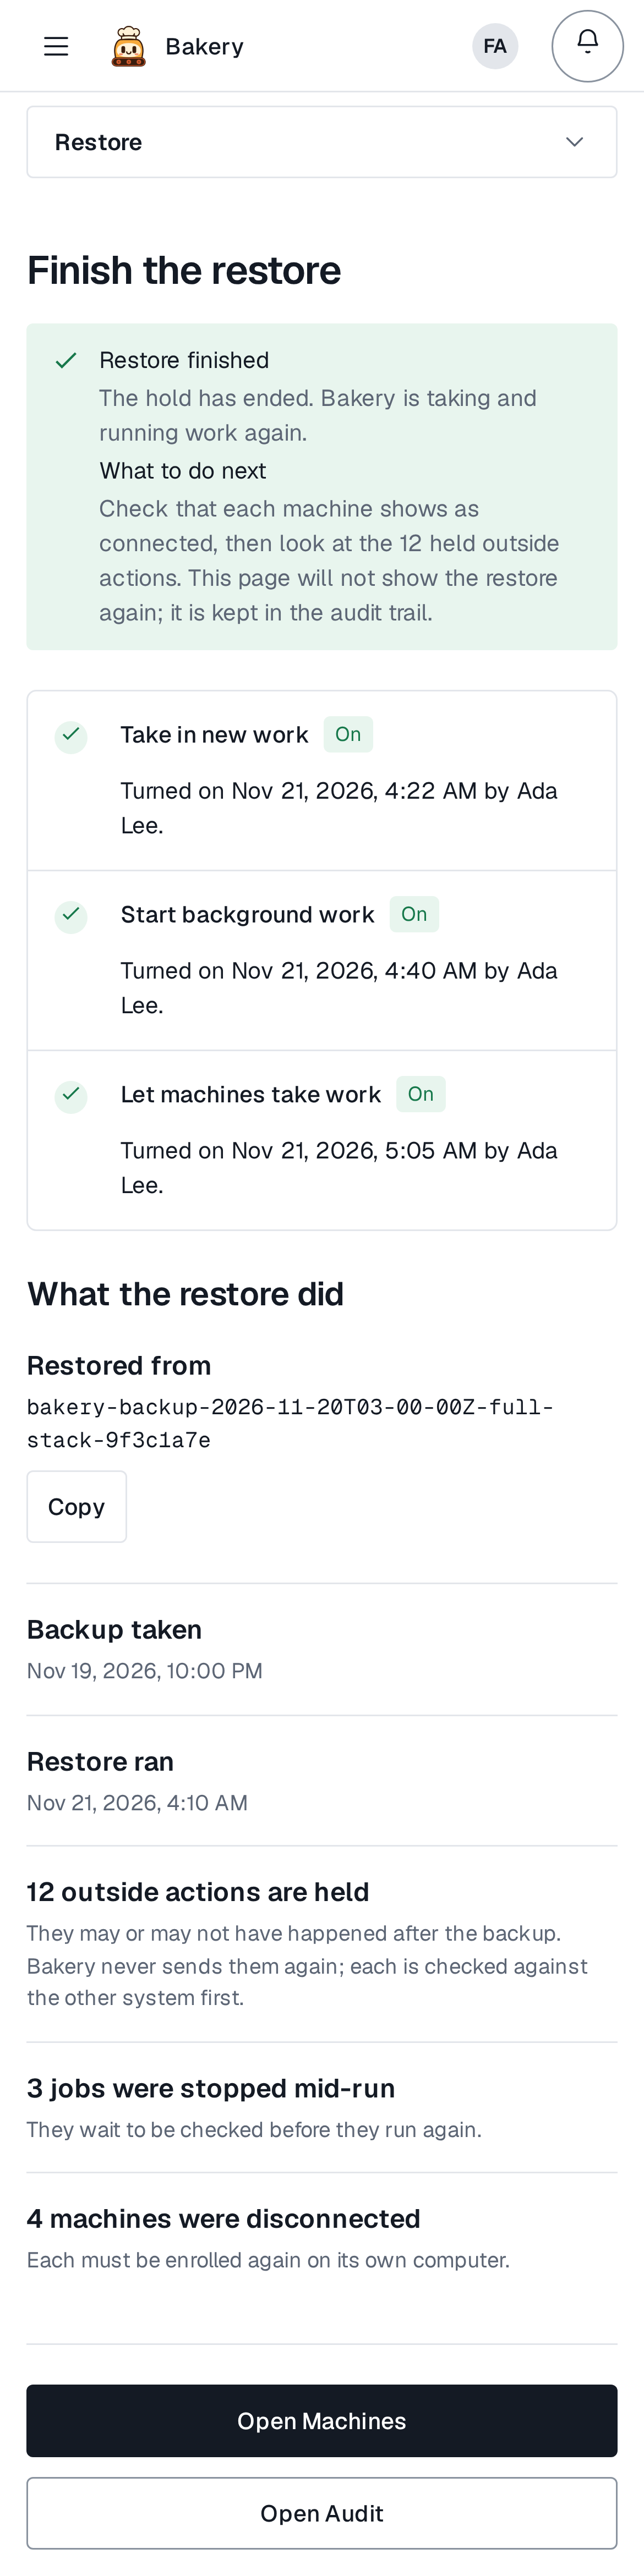 Bakery
FA
Restore
Finish the restore
Restore finished
The hold has ended. Bakery is taking and
running work again.
What to do next
Check that each machine shows as
connected, then look at the 12 held outside
actions. This page will not show the restore
again; it is kept in the audit trail.
Take in new work On
Turned on Nov 21, 2026, 4:22 AM by Ada
Lee.
Start background work On
Turned on Nov 21, 2026, 4:40 AM by Ada
Lee.
Let machines take work On
Turned on Nov 21, 2026, 5:05 AM by Ada
Lee.
What the restore did
Restored from
bakery-backup-2026-11-20T03-00-00Z-full-
stack-9f3c1a7e
Copy
Backup taken
Nov 19, 2026, 10:00 PM
Restore ran
Nov 21, 2026, 4:10 AM
12 outside actions are held
They may or may not have happened after the backup.
Bakery never sends them again; each is checked against
the other system first.
3 jobs were stopped mid-run
They wait to be checked before they run again.
4 machines were disconnected
Each must be enrolled again on its own computer.
Open Machines
Open Audit